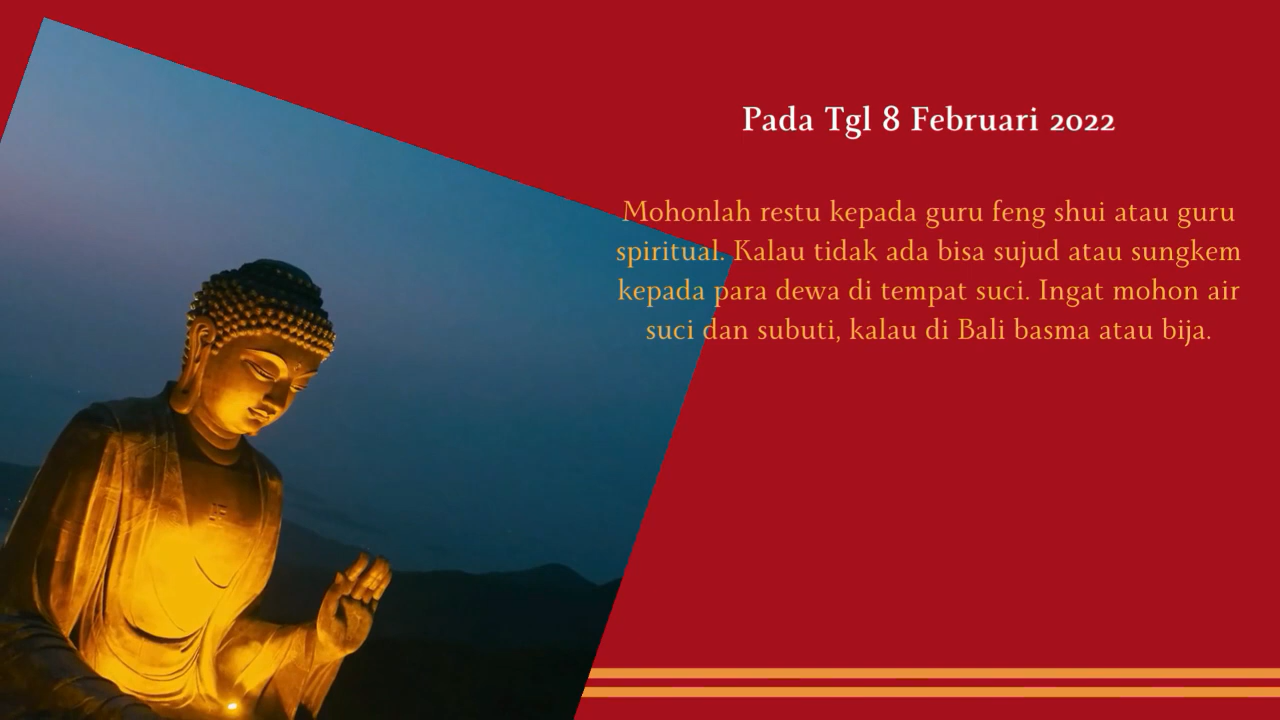 Pada Tgl 8 Februari 2022
Mohonlah restu kepada guru feng shui atau guru
spiritual. Kalau tidak ada bisa sujud atau sungkem
kepada para dewa di tempat suci. Ingat mohon air
suci dan subuti, kalau di Bali basma atau bija.